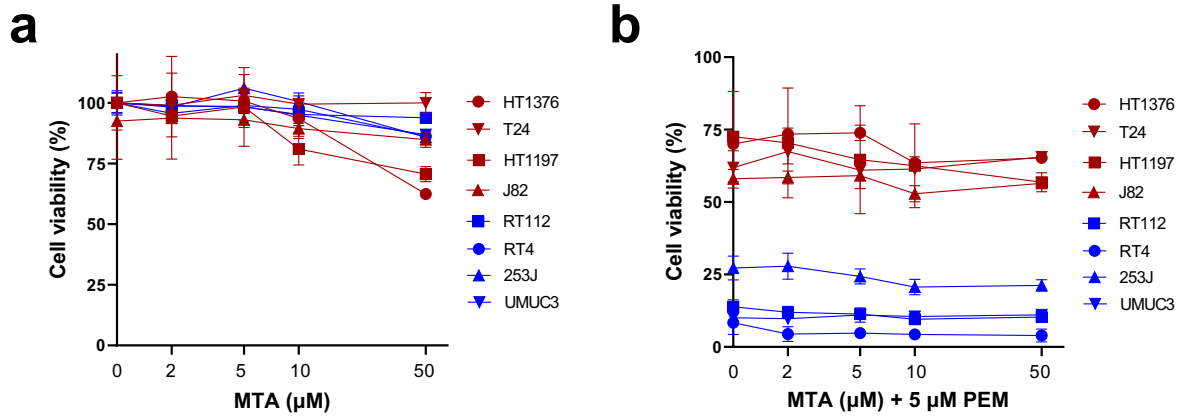 a
Cell viability (%)
100
75
50
25
0
0 2 5 10 50
MTA (µM)
HT1376
T24
HT1197
J82
RT112
RT4
253J
UMUC3
b
Cell viability (%)
100
75
50
25
0
0 2 5 10 50
MTA (µM) + 5 µM PEM
HT1376
T24
HT1197
J82
RT112
RT4
253J
UMUC3